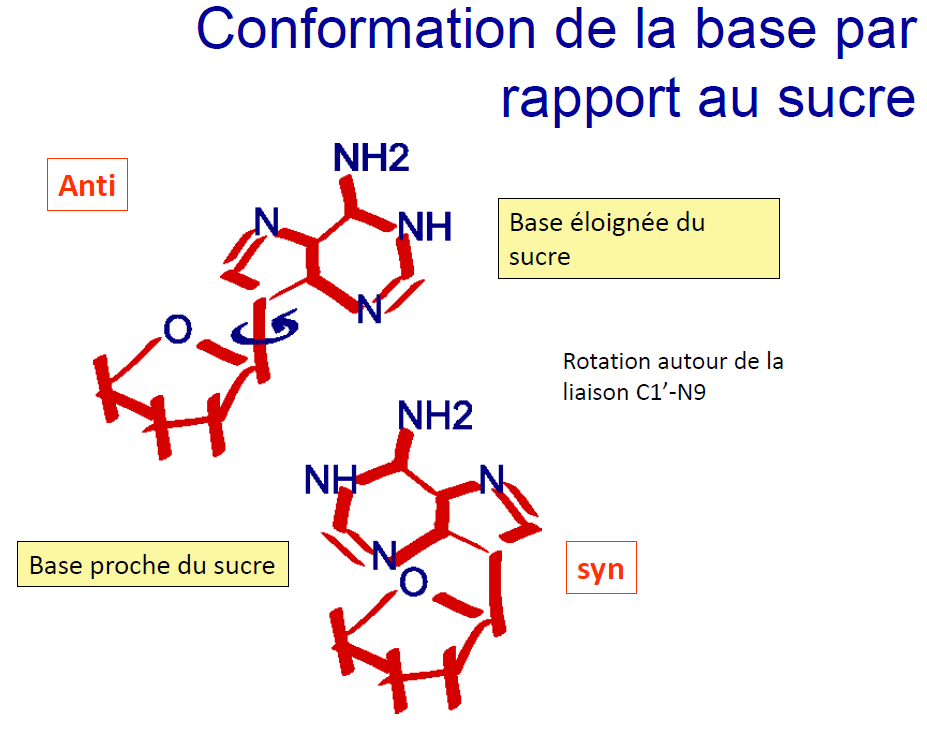 Conformation de la base par
rapport au sucre
Anti
NH2
N
NH
N
O
Base éloignée du
sucre
Rotation autour de la
liaison C1’-N9
NH2
NH
N
N
O
Base proche du sucre
syn